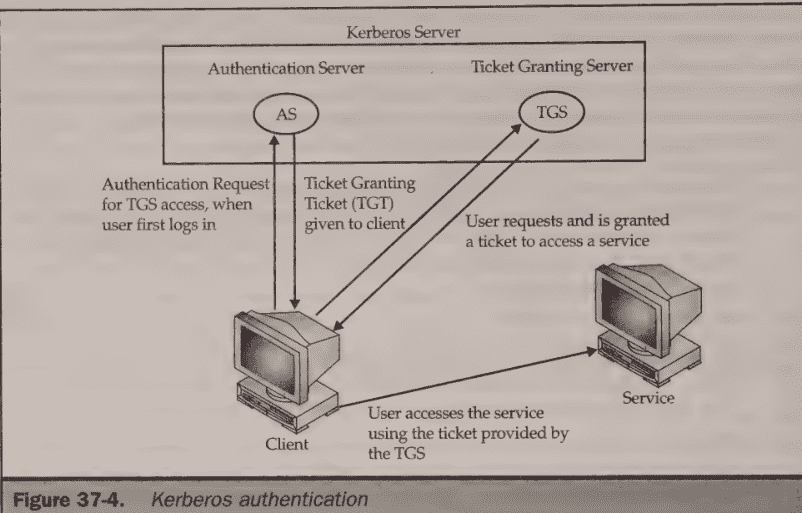 Kerberos Server
Authentication Server
Ticket Granting Server
AS
TGS
Authentication Request
for TGS access, when
user first logs in
Ticket Granting
Ticket (TGT)
given to client
User requests and is granted
a ticket to access a service
Service
Client
User accesses the service
using the ticket provided by
the TGS
Figure 37-4. Kerberos authentication